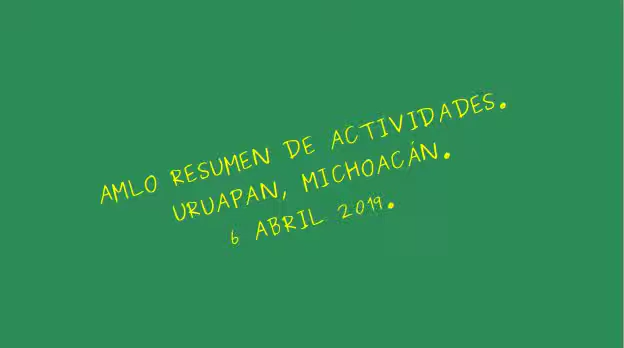 AMLO RESUMEN DE ACTIVIDADES.
URUAPAN, MICHOACÁN.
6 ABRIL 2019.